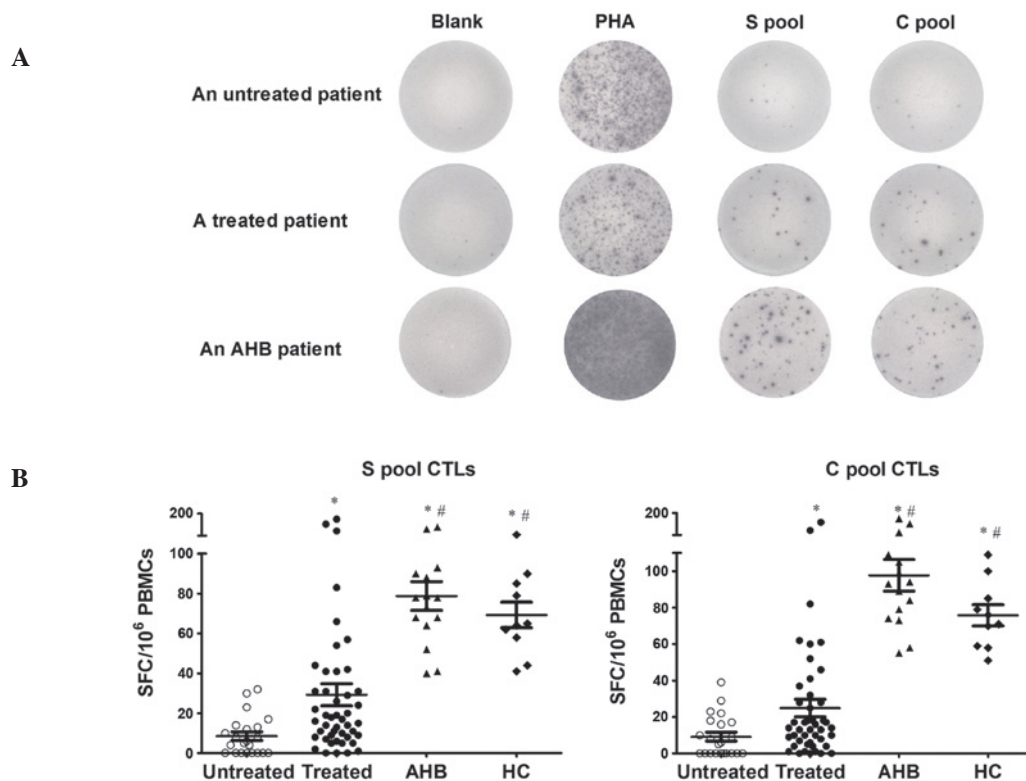 A
Blank PHA S pool C pool
An untreated patient
A treated patient
An AHB patient
B
S pool CTLs
SFC/10⁶ PBMCs
200
100
80
60
40
20
0
* * # * #
Untreated Treated AHB HC
C pool CTLs
SFC/10⁶ PBMCs
200
100
80
60
40
20
0
* * # * #
Untreated Treated AHB HC